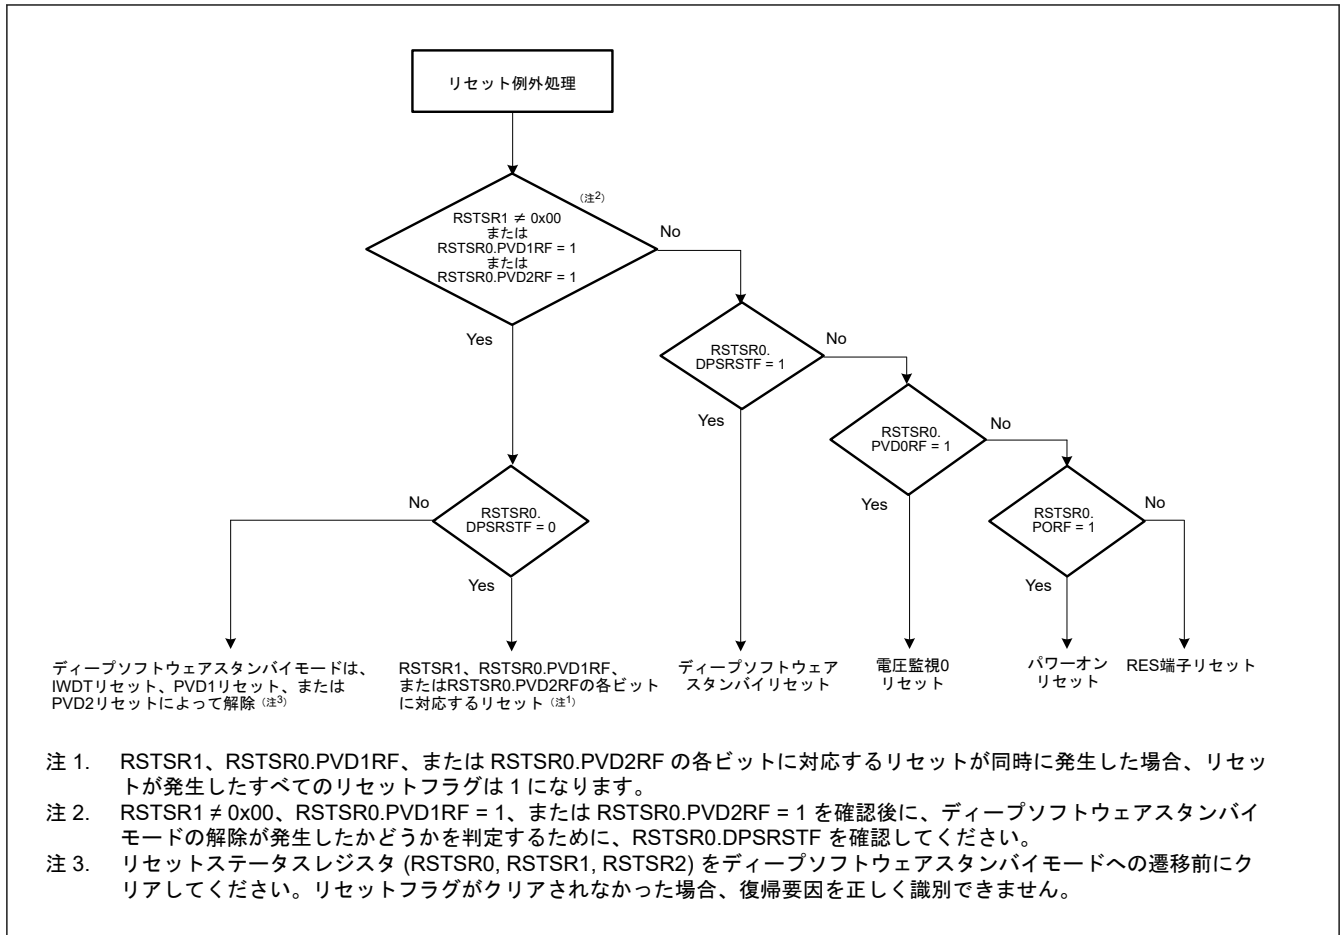 リセット例外処理
(注2)
RSTSR1 ≠ 0x00
または
RSTSR0.PVD1RF = 1
または
RSTSR0.PVD2RF = 1
No
Yes
RSTSR0.
DPSRSTF = 1
No
Yes
RSTSR0.
PVD0RF = 1
No
Yes
RSTSR0.
PORF = 1
No
Yes
RSTSR0.
DPSRSTF = 0
No
Yes
ディープソフトウェアスタンバイモードは、
IWDTリセット、PVD1リセット、または
PVD2リセットによって解除 (注3)
RSTSR1、RSTSR0.PVD1RF、
またはRSTSR0.PVD2RFの各ビット
に対応するリセット (注1)
ディープソフトウェア
スタンバイリセット
電圧監視0
リセット
パワーオン
リセット
RES端子リセット
注 1. RSTSR1、RSTSR0.PVD1RF、または RSTSR0.PVD2RF の各ビットに対応するリセットが同時に発生した場合、リセッ
トが発生したすべてのリセットフラグは 1 になります。
注 2. RSTSR1 ≠ 0x00、RSTSR0.PVD1RF = 1、または RSTSR0.PVD2RF = 1 を確認後に、ディープソフトウェアスタンバイ
モードの解除が発生したかどうかを判定するために、RSTSR0.DPSRSTF を確認してください。
注 3. リセットステータスレジスタ (RSTSR0, RSTSR1, RSTSR2) をディープソフトウェアスタンバイモードへの遷移前にク
リアしてください。リセットフラグがクリアされなかった場合、復帰要因を正しく識別できません。